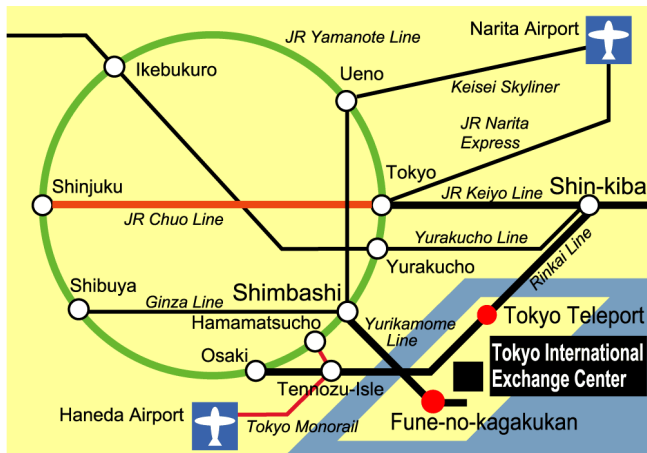 JR Yamanote Line
Narita Airport
Ikebukuro
Ueno
Keisei Skyliner
JR Narita
Express
Tokyo
Shinjuku
JR Keiyo Line
Shin-kiba
JR Chuo Line
Yurakucho Line
Yurakucho
Rinkai Line
Shibuya
Ginza Line
Shimbashi
Hamamatsucho
Yurikamome
Line
Tokyo Teleport
Osaki
Tokyo International
Exchange Center
Tennozu-Isle
Haneda Airport
Tokyo Monorail
Fune-no-kagakukan